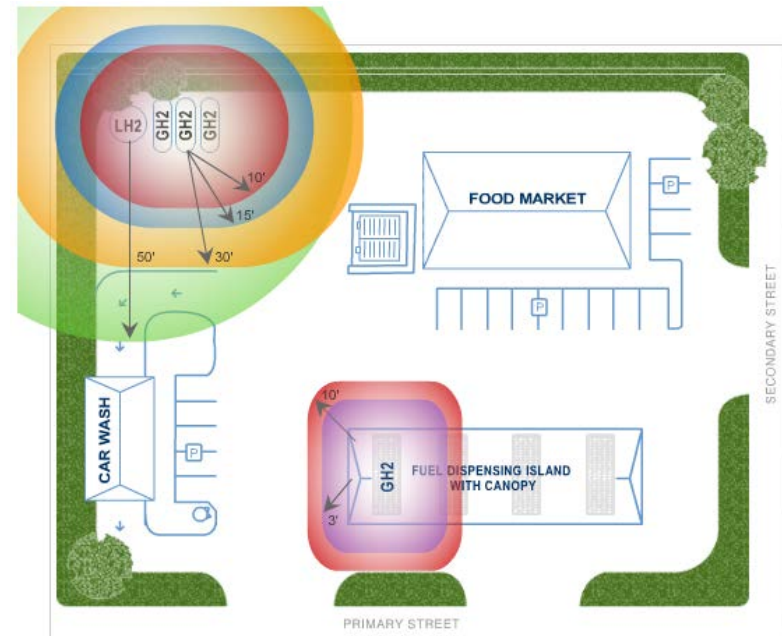 LH2
GH2
GH2
GH2
10'
15'
30'
50'
FOOD MARKET
P
P
SECONDARY STREET
CAR WASH
P
10'
3'
GH2
FUEL DISPENSING ISLAND
WITH CANOPY
PRIMARY STREET